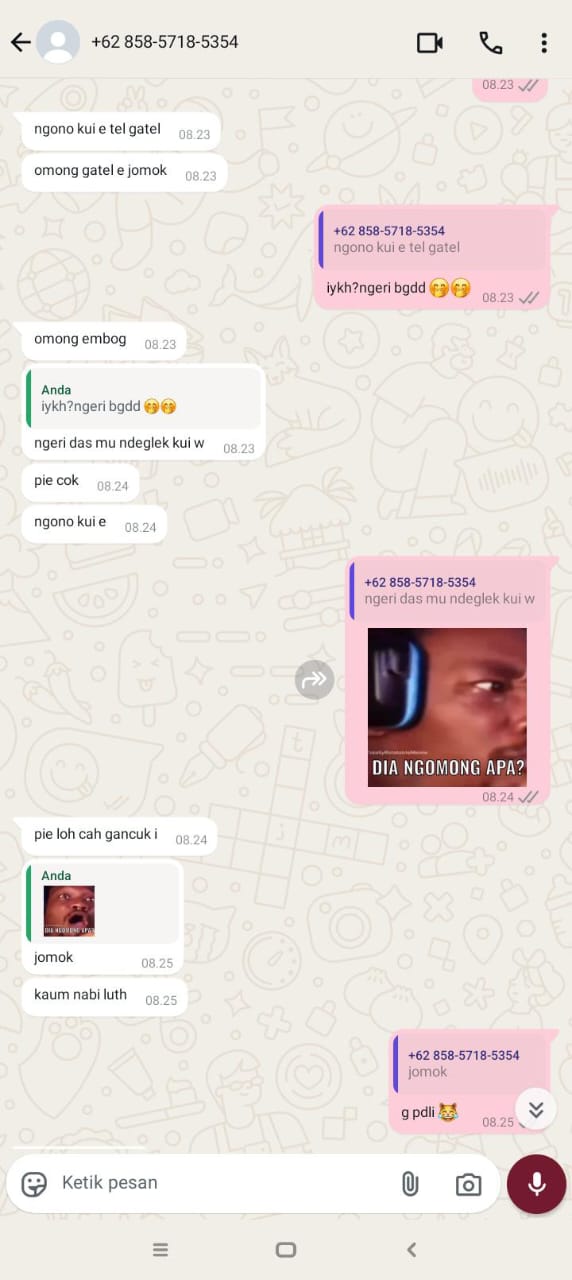 +62 858-5718-5354
08.23
ngono kui e tel gatel 08.23
omong gatel e jomok 08.23
+62 858-5718-5354
ngono kui e tel gatel
iykh?ngeri bgdd 🤭🤭 08.23
omong embog 08.23
Anda
iykh?ngeri bgdd 🤭🤭
ngeri das mu ndeglek kui w 08.23
pie cok 08.24
ngono kui e 08.24
+62 858-5718-5354
ngeri das mu ndeglek kui w
DIA NGOMONG APA?
08.24
pie loh cah gancuk i 08.24
Anda
DIA NGOMONG APA?
jomok 08.25
kaum nabi luth 08.25
+62 858-5718-5354
jomok
g pdli 😹 08.25
Ketik pesan